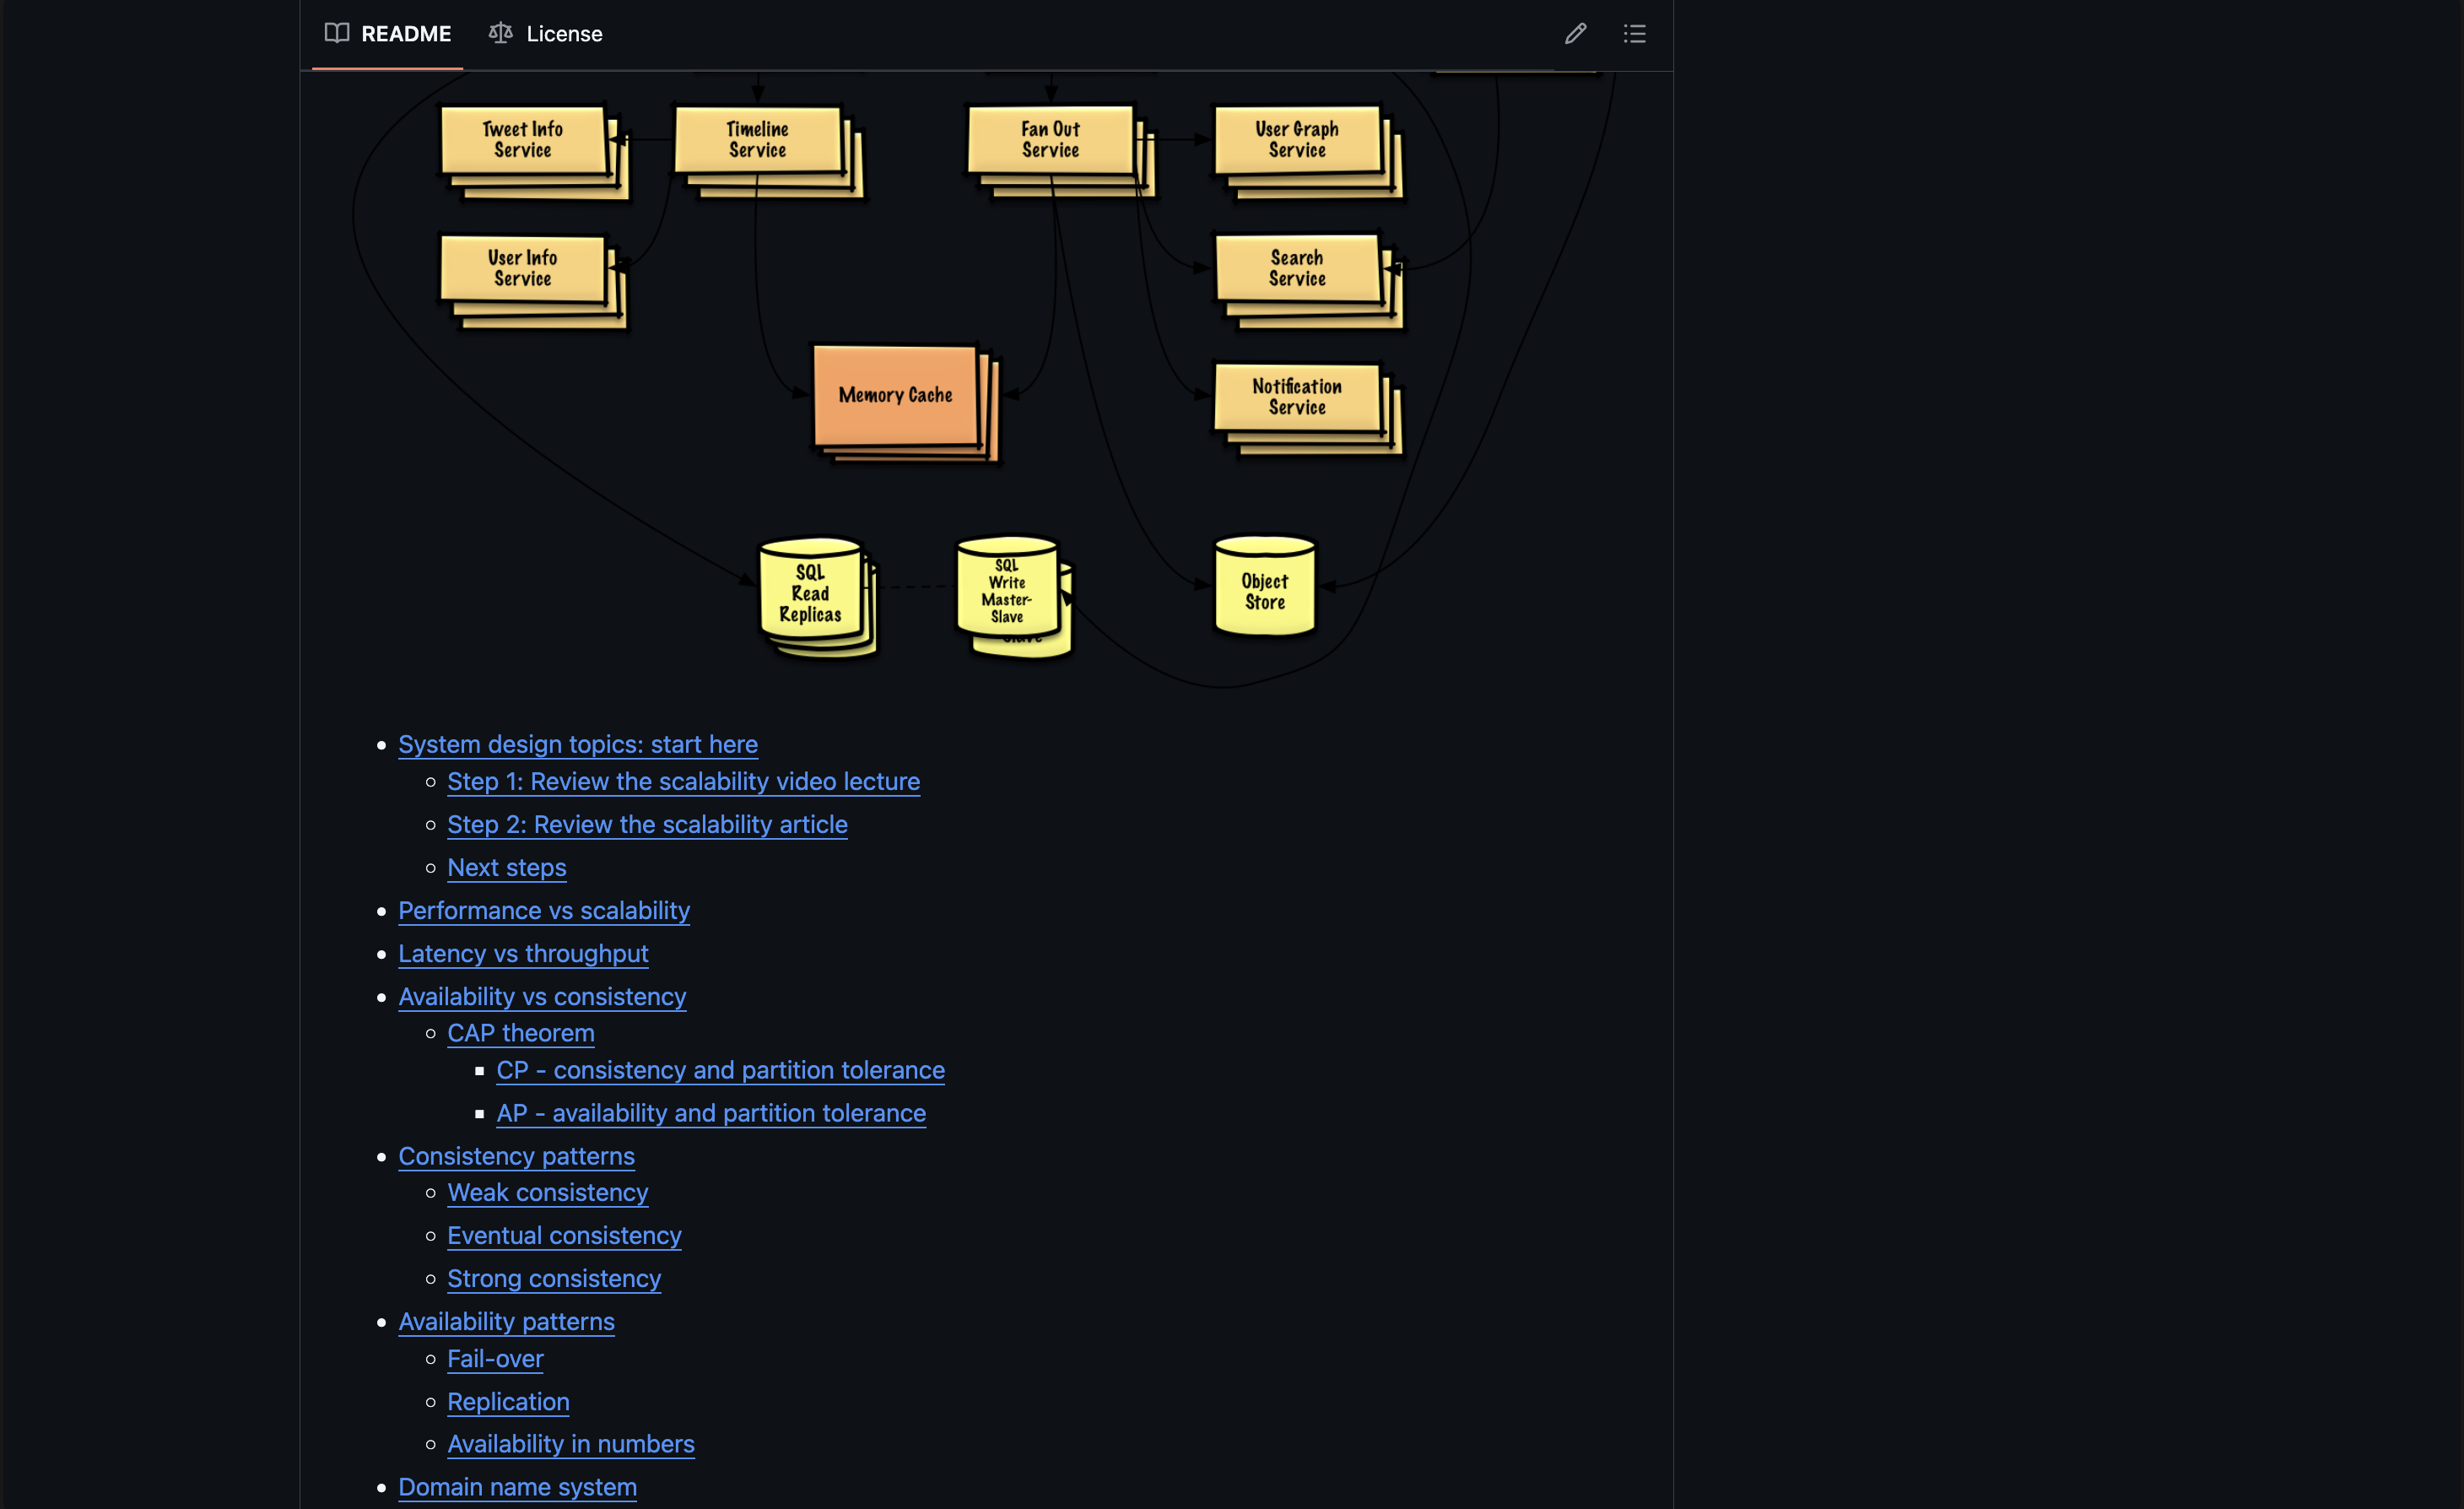 README
License
Tweet Info
Service
Timeline
Service
Fan Out
Service
User Graph
Service
User Info
Service
Search
Service
Memory Cache
Notification
Service
SQL
Read
Replicas
SQL
Write
Master-
Slave
Slave
Object
Store
System design topics: start here
Step 1: Review the scalability video lecture
Step 2: Review the scalability article
Next steps
Performance vs scalability
Latency vs throughput
Availability vs consistency
CAP theorem
CP - consistency and partition tolerance
AP - availability and partition tolerance
Consistency patterns
Weak consistency
Eventual consistency
Strong consistency
Availability patterns
Fail-over
Replication
Availability in numbers
Domain name system